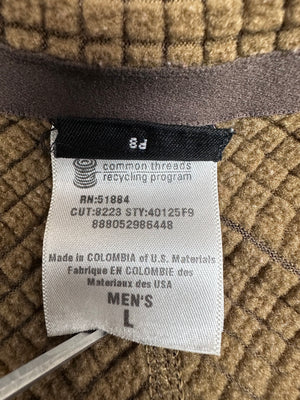 P8
common threads
recycling program
RN:51884
CUT:8223 STY:40125F9
888052986448
Made in COLOMBIA of U.S. Materials
Fabrique EN COLOMBIE des
Materiaux des USA
MEN'S
L